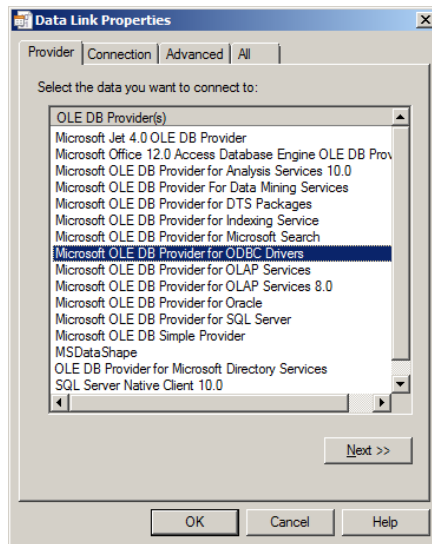 Data Link Properties
Provider Connection Advanced All
Select the data you want to connect to:
OLE DB Provider(s)
Microsoft Jet 4.0 OLE DB Provider
Microsoft Office 12.0 Access Database Engine OLE DB Prov
Microsoft OLE DB Provider for Analysis Services 10.0
Microsoft OLE DB Provider For Data Mining Services
Microsoft OLE DB Provider for DTS Packages
Microsoft OLE DB Provider for Indexing Service
Microsoft OLE DB Provider for Microsoft Search
Microsoft OLE DB Provider for ODBC Drivers
Microsoft OLE DB Provider for OLAP Services
Microsoft OLE DB Provider for OLAP Services 8.0
Microsoft OLE DB Provider for Oracle
Microsoft OLE DB Provider for SQL Server
Microsoft OLE DB Simple Provider
MSDataShape
OLE DB Provider for Microsoft Directory Services
SQL Server Native Client 10.0
Next >>
OK Cancel Help